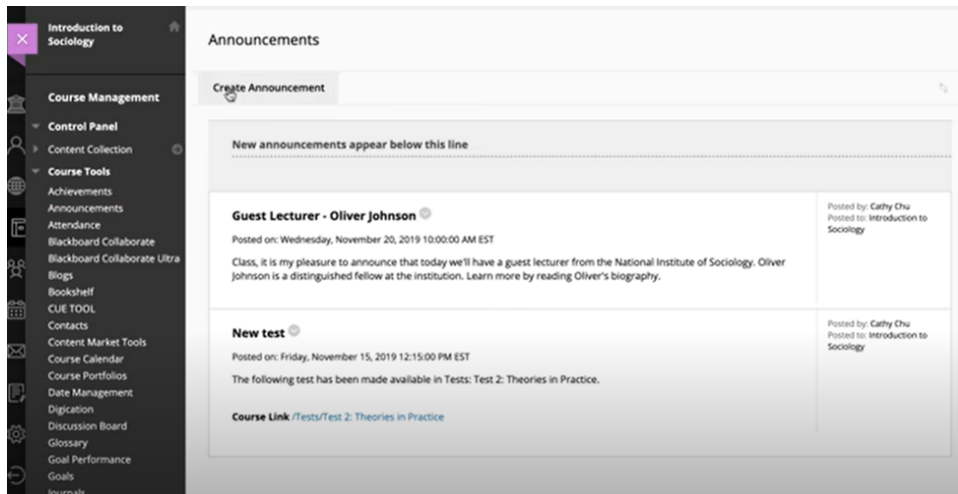 Introduction to
Sociology
Course Management
Control Panel
Content Collection
Course Tools
Achievements
Announcements
Attendance
Blackboard Collaborate
Blackboard Collaborate Ultra
Blogs
Bookshelf
CUE TOOL
Contacts
Content Market Tools
Course Calendar
Course Portfolios
Date Management
Digication
Discussion Board
Glossary
Goal Performance
Goals
Journals
Announcements
Create Announcement
New announcements appear below this line
Guest Lecturer - Oliver Johnson
Posted on: Wednesday, November 20, 2019 10:00:00 AM EST
Class, it is my pleasure to announce that today we'll have a guest lecturer from the National Institute of Sociology. Oliver
Johnson is a distinguished fellow at the institution. Learn more by reading Oliver's biography.
Posted by: Cathy Chu
Posted to: Introduction to
Sociology
New test
Posted on: Friday, November 15, 2019 12:15:00 PM EST
The following test has been made available in Tests: Test 2: Theories in Practice.
Course Link /Tests/Test 2: Theories in Practice
Posted by: Cathy Chu
Posted to: Introduction to
Sociology